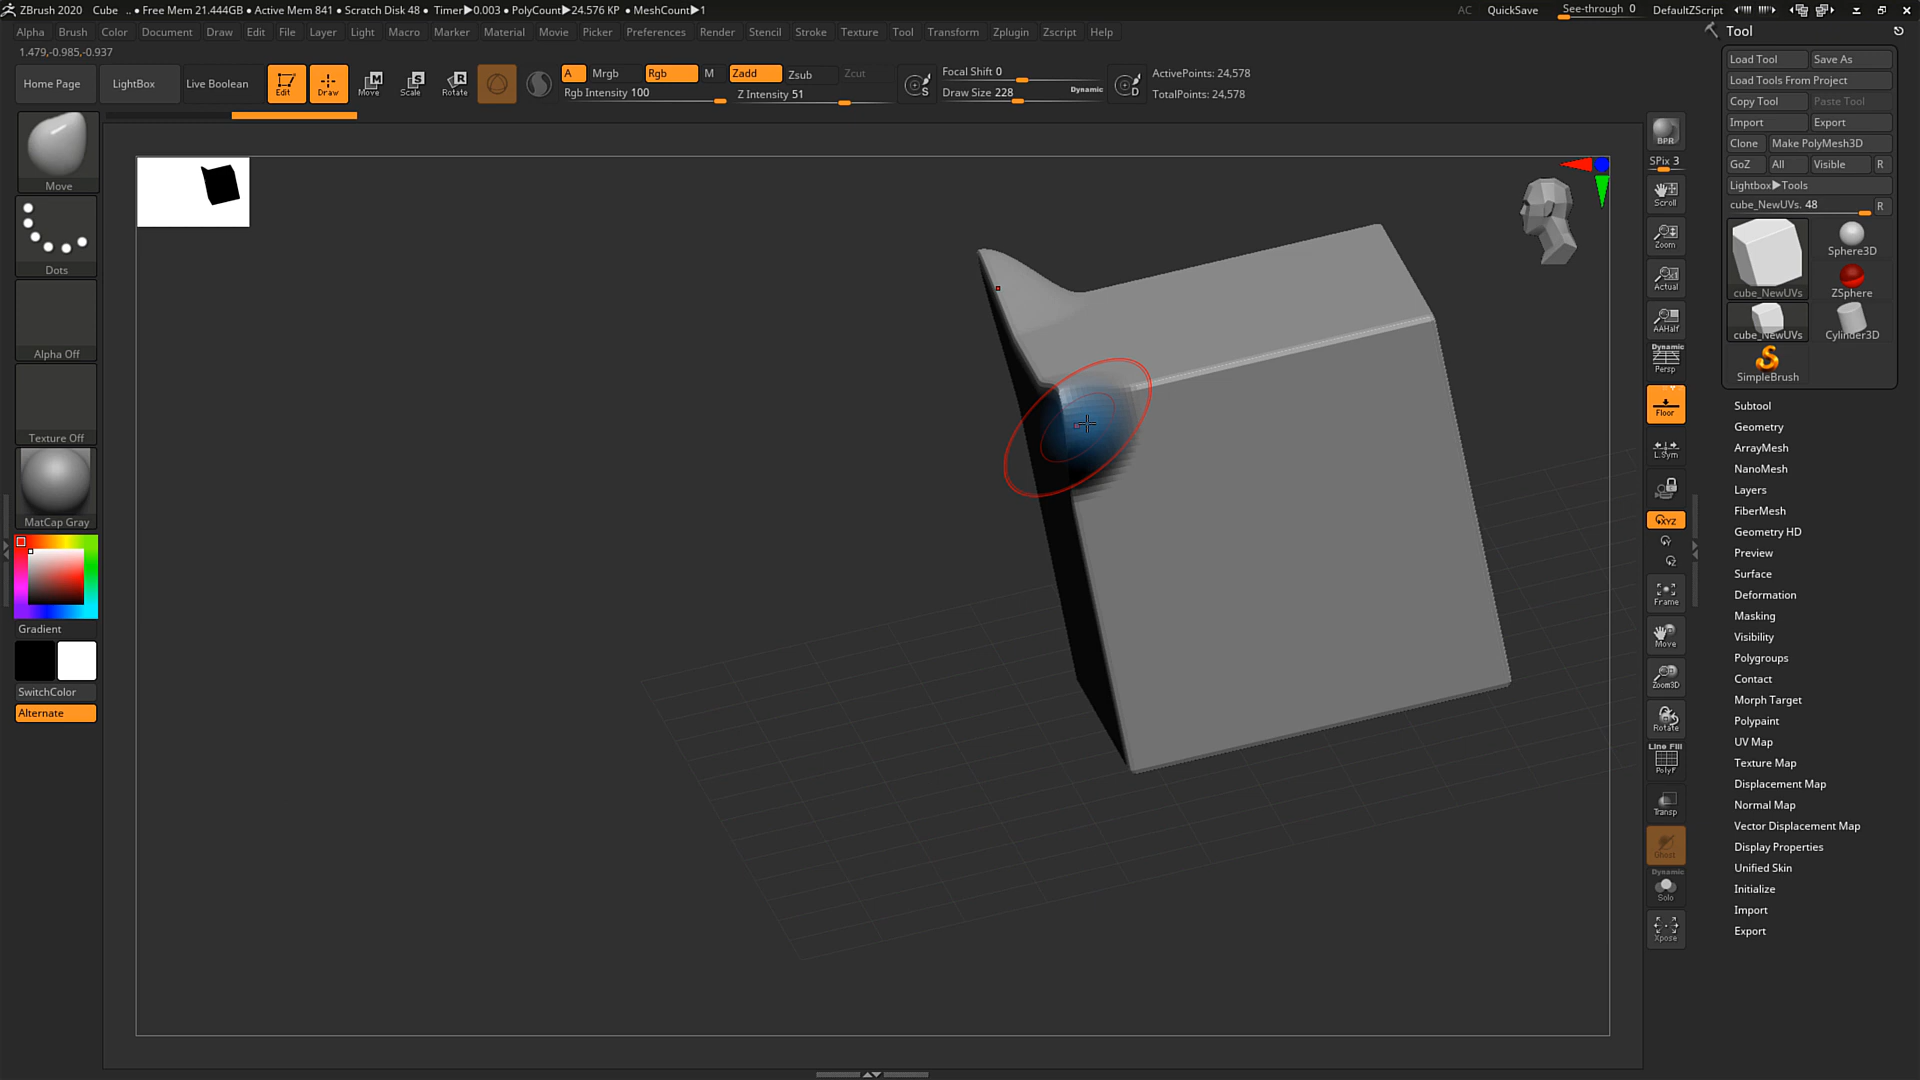 ZBrush 2020 Cube .. • Free Mem 21.444GB • Active Mem 841 • Scratch Disk 48 • Timer▶0.003 • PolyCount▶24.576 KP • MeshCount▶1
AC QuickSave See-through 0 DefaultZScript
Alpha Brush Color Document Draw Edit File Layer Light Macro Marker Material Movie Picker Preferences Render Stencil Stroke Texture Tool Transform Zplugin Zscript Help
1.479,-0.985,-0.937
Home Page LightBox Live Boolean Edit Draw Move Scale Rotate
M S R
A Mrgb Rgb M Zadd Zsub Zcut
Rgb Intensity 100 Z Intensity 51
S Focal Shift 0
Draw Size 228 Dynamic D
ActivePoints: 24,578
TotalPoints: 24,578
Move
Dots
Alpha Off
Texture Off
MatCap Gray
Gradient
SwitchColor
Alternate
BPR
SPix 3
Scroll
Zoom
Actual
AAHalf
Dynamic
Persp
Floor
L.Sym
XYZ
Y
Z
Frame
Move
Zoom3D
Rotate
Line Fill
PolyF
Transp
Ghost
Dynamic
Solo
Xpose
Tool
Load Tool Save As
Load Tools From Project
Copy Tool Paste Tool
Import Export
Clone Make PolyMesh3D
GoZ All Visible R
Lightbox▶Tools
cube_NewUVs. 48 R
cube_NewUVs Sphere3D
ZSphere
cube_NewUVs Cylinder3D
SimpleBrush
Subtool
Geometry
ArrayMesh
NanoMesh
Layers
FiberMesh
Geometry HD
Preview
Surface
Deformation
Masking
Visibility
Polygroups
Contact
Morph Target
Polypaint
UV Map
Texture Map
Displacement Map
Normal Map
Vector Displacement Map
Display Properties
Unified Skin
Initialize
Import
Export